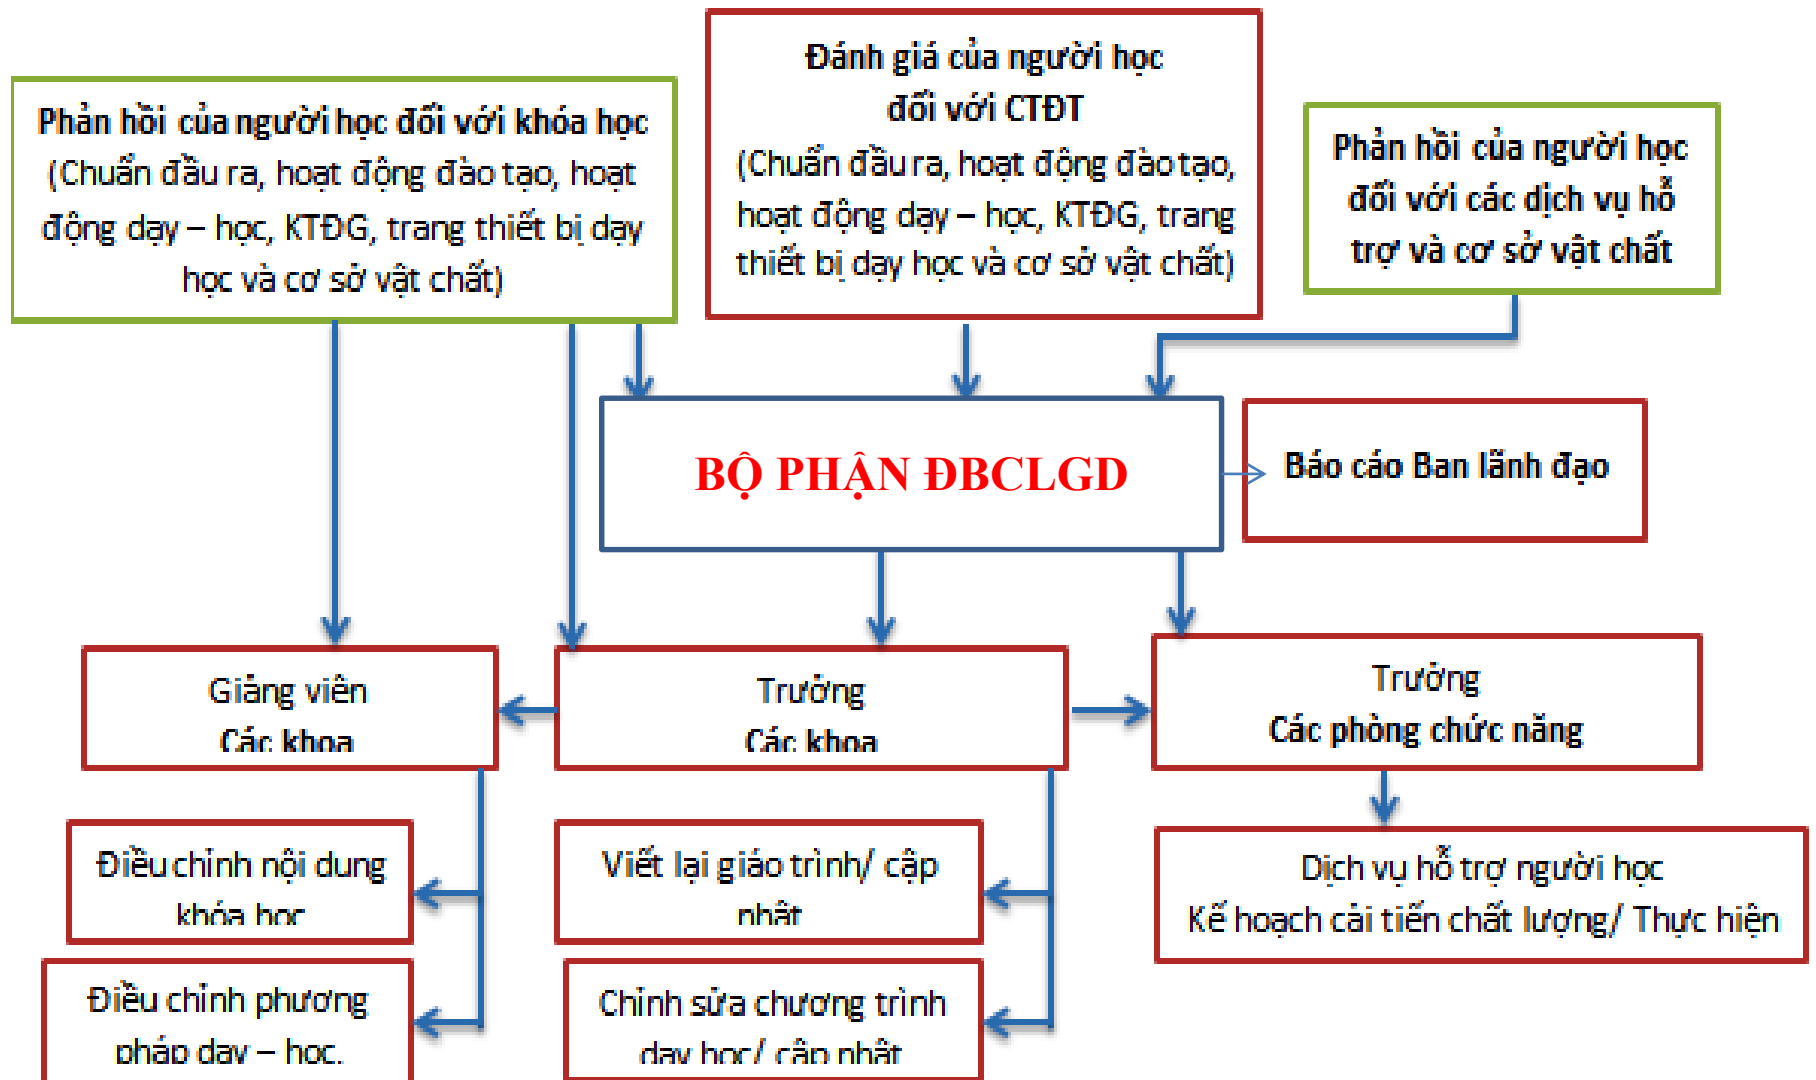 Phản hồi của người học đối với khóa học
(Chuẩn đầu ra, hoạt động đào tạo, hoạt
động dạy – học, KTĐG, trang thiết bị dạy
học và cơ sở vật chất)
Đánh giá của người học
đối với CTĐT
(Chuẩn đầu ra, hoạt động đào tạo,
hoạt động dạy – học, KTĐG, trang
thiết bị dạy học và cơ sở vật chất)
Phản hồi của người học
đối với các dịch vụ hỗ
trợ và cơ sở vật chất
BỘ PHẬN ĐBCLGD
Báo cáo Ban lãnh đạo
Giảng viên
Các khoa
Trưởng
Các khoa
Trưởng
Các phòng chức năng
Điều chỉnh nội dung
khóa học
Viết lại giáo trình/ cập
nhật
Dịch vụ hỗ trợ người học
Kế hoạch cải tiến chất lượng/ Thực hiện
Điều chỉnh phương
pháp dạy – học.
Chỉnh sửa chương trình
dạy học/ cập nhật